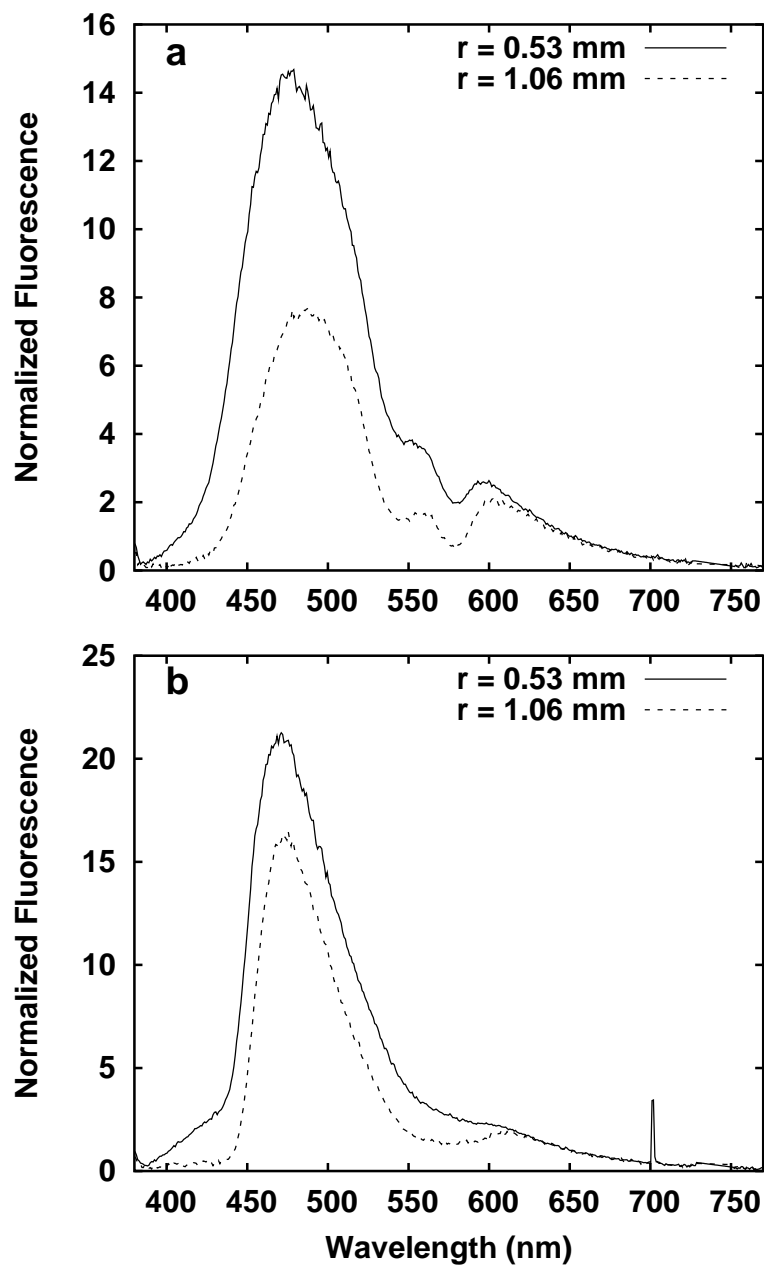 a
r = 0.53 mm
r = 1.06 mm
16
14
12
10
8
6
4
2
0
Normalized Fluorescence
400 450 500 550 600 650 700 750
b
r = 0.53 mm
r = 1.06 mm
25
20
15
10
5
0
Normalized Fluorescence
400 450 500 550 600 650 700 750
Wavelength (nm)